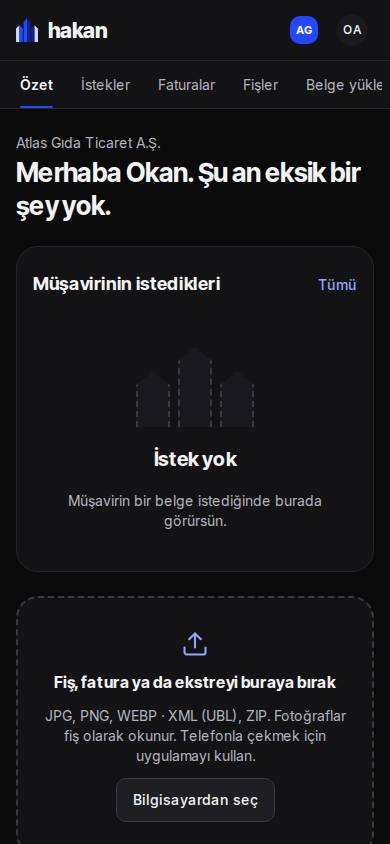 hakan
AG
OA
Özet
İstekler
Faturalar
Fişler
Belge yükle
Atlas Gıda Ticaret A.Ş.
Merhaba Okan. Şu an eksik bir
şey yok.
Müşavirinin istedikleri
Tümü
İstek yok
Müşavirin bir belge istediğinde burada
görürsün.
Fiş, fatura ya da ekstreyi buraya bırak
JPG, PNG, WEBP · XML (UBL), ZIP. Fotoğraflar
fiş olarak okunur. Telefonla çekmek için
uygulamayı kullan.
Bilgisayardan seç